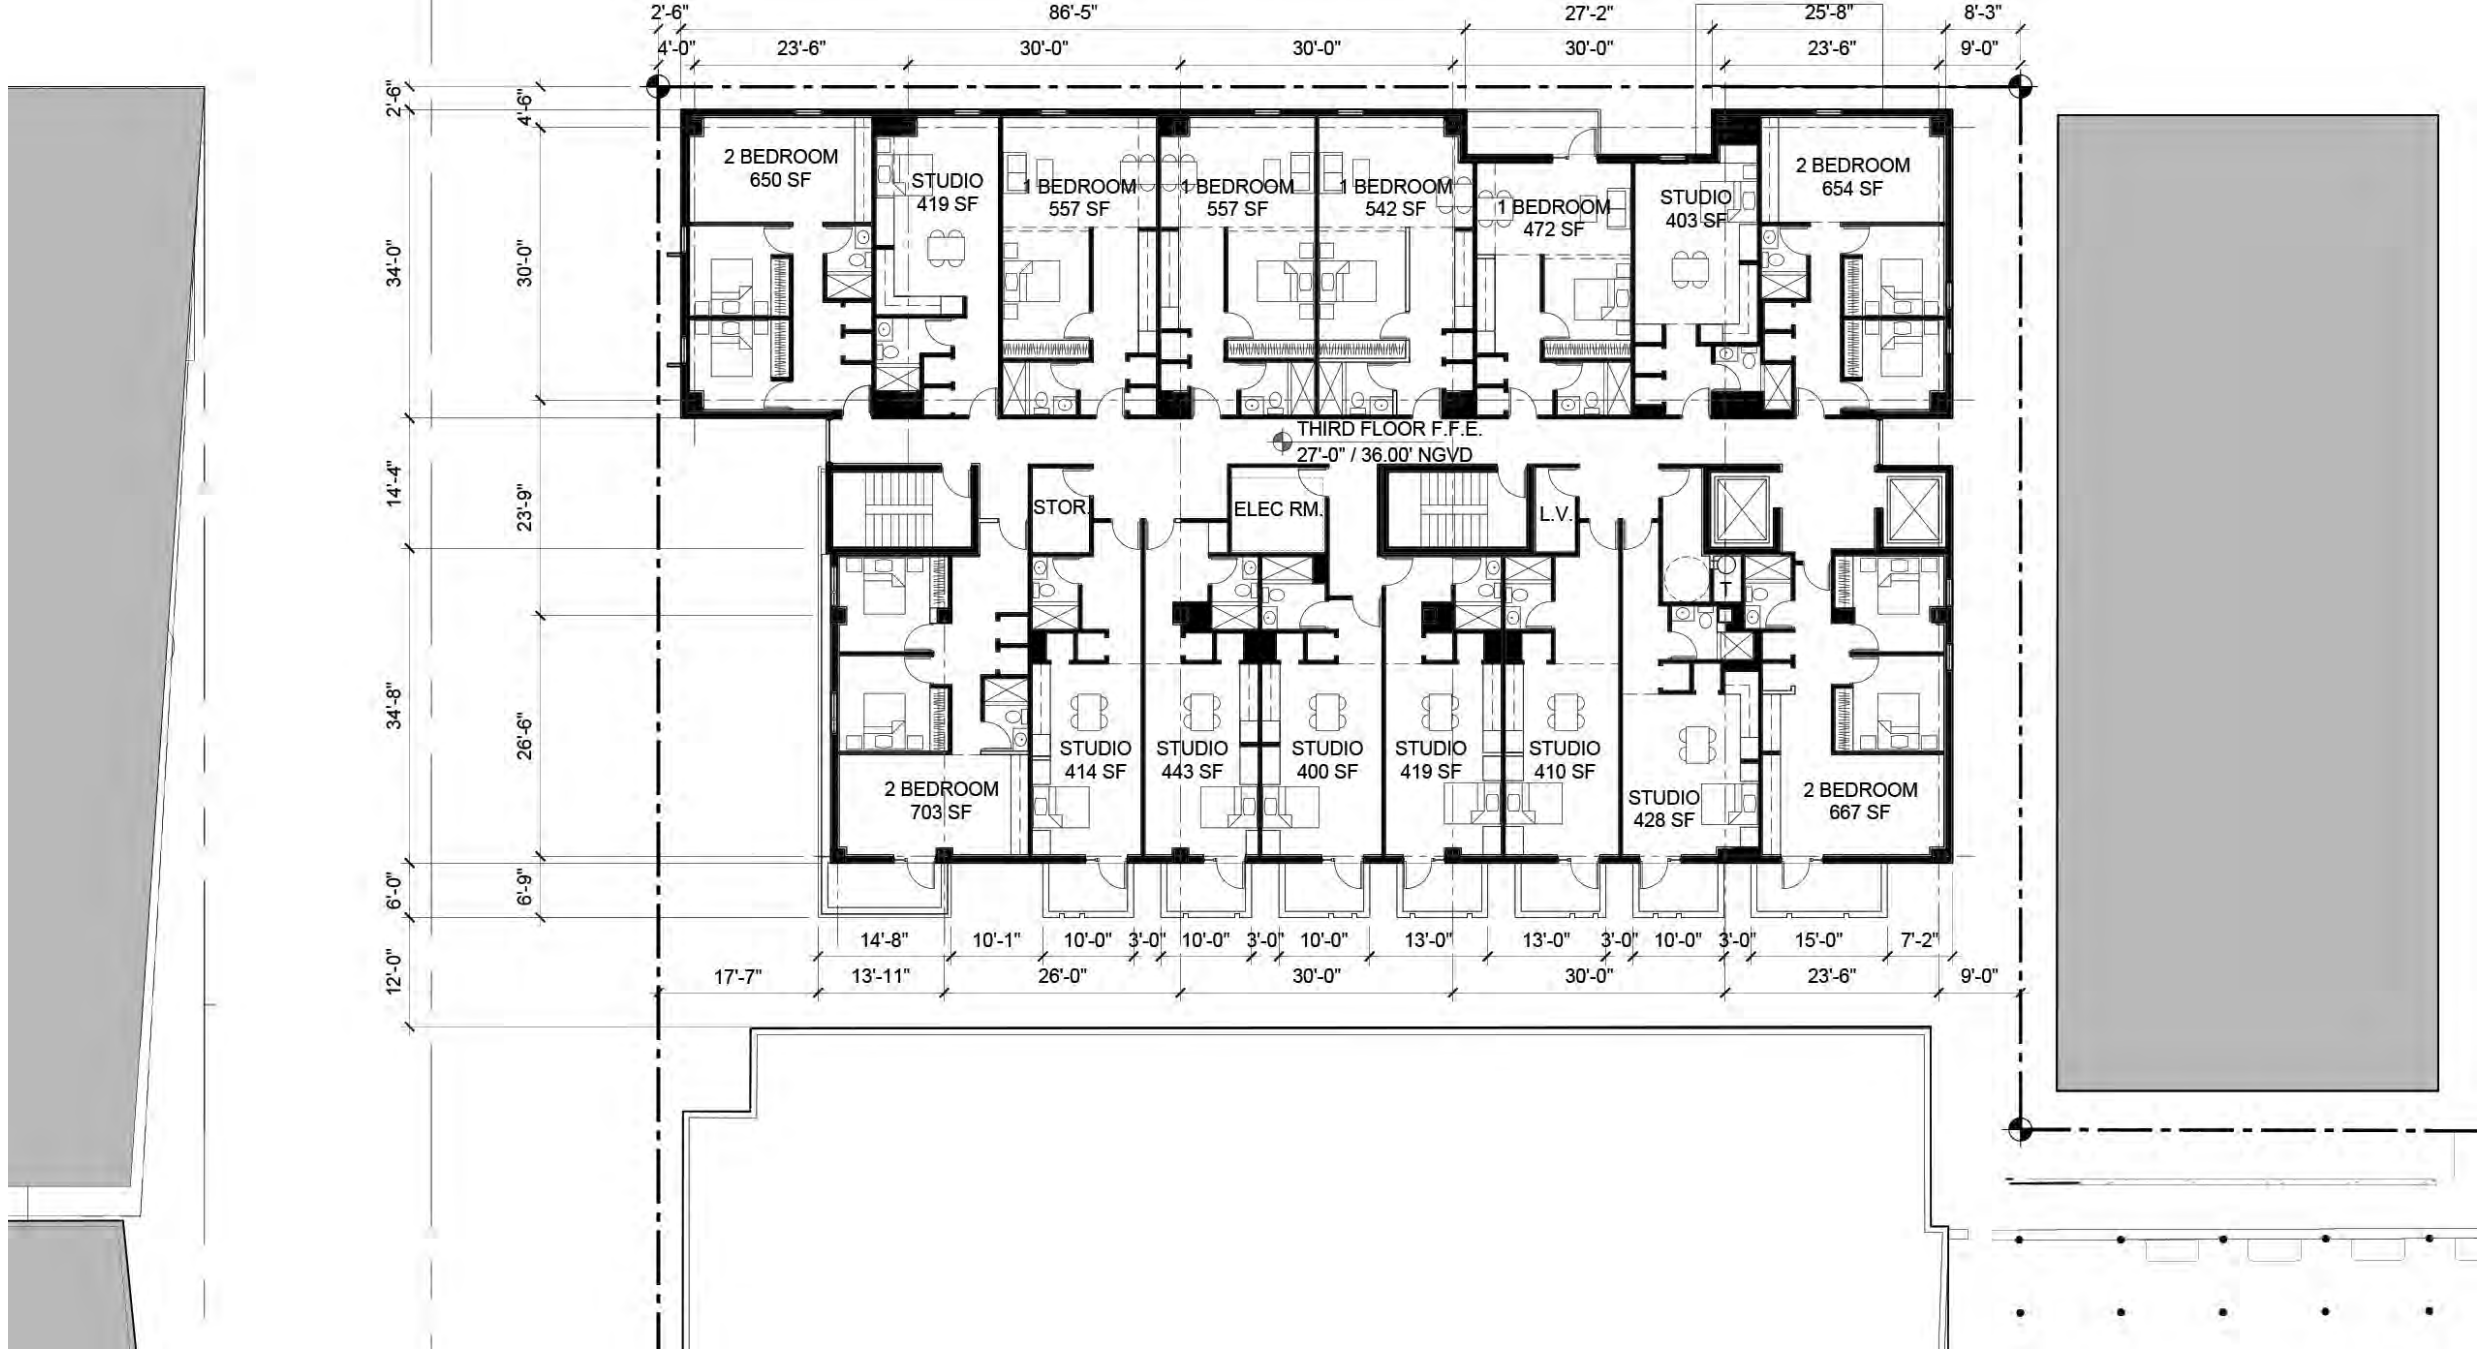 2'-6"
86'-5"
27'-2"
25'-8"
8'-3"
4'-0"
23'-6"
30'-0"
30'-0"
30'-0"
23'-6"
9'-0"
2'-6"
34'-0"
14'-4"
34'-8"
6'-0"
12'-0"
4'-6"
30'-0"
23'-9"
26'-6"
6'-9"
2 BEDROOM
650 SF
STUDIO
419 SF
1 BEDROOM
557 SF
1 BEDROOM
557 SF
1 BEDROOM
542 SF
1 BEDROOM
472 SF
STUDIO
403 SF
2 BEDROOM
654 SF
THIRD FLOOR F.F.E.
27'-0" / 36.00' NGVD
STOR.
ELEC RM.
L.V.
T
2 BEDROOM
703 SF
STUDIO
414 SF
STUDIO
443 SF
STUDIO
400 SF
STUDIO
419 SF
STUDIO
410 SF
STUDIO
428 SF
2 BEDROOM
667 SF
14'-8"
10'-1"
10'-0"
3'-0"
10'-0"
3'-0"
10'-0"
13'-0"
13'-0"
3'-0"
10'-0"
3'-0"
15'-0"
7'-2"
17'-7"
13'-11"
26'-0"
30'-0"
30'-0"
23'-6"
9'-0"